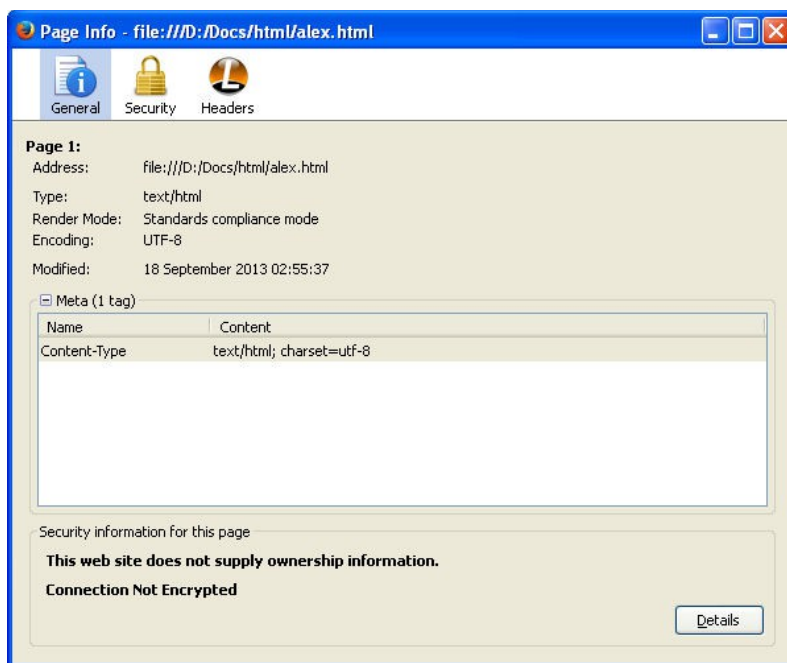 Page Info - file:///D:/Docs/html/alex.html
General Security Headers
Page 1:
Address: file:///D:/Docs/html/alex.html
Type: text/html
Render Mode: Standards compliance mode
Encoding: UTF-8
Modified: 18 September 2013 02:55:37
Meta (1 tag)
Name Content
Content-Type text/html; charset=utf-8
Security information for this page
This web site does not supply ownership information.
Connection Not Encrypted
Details